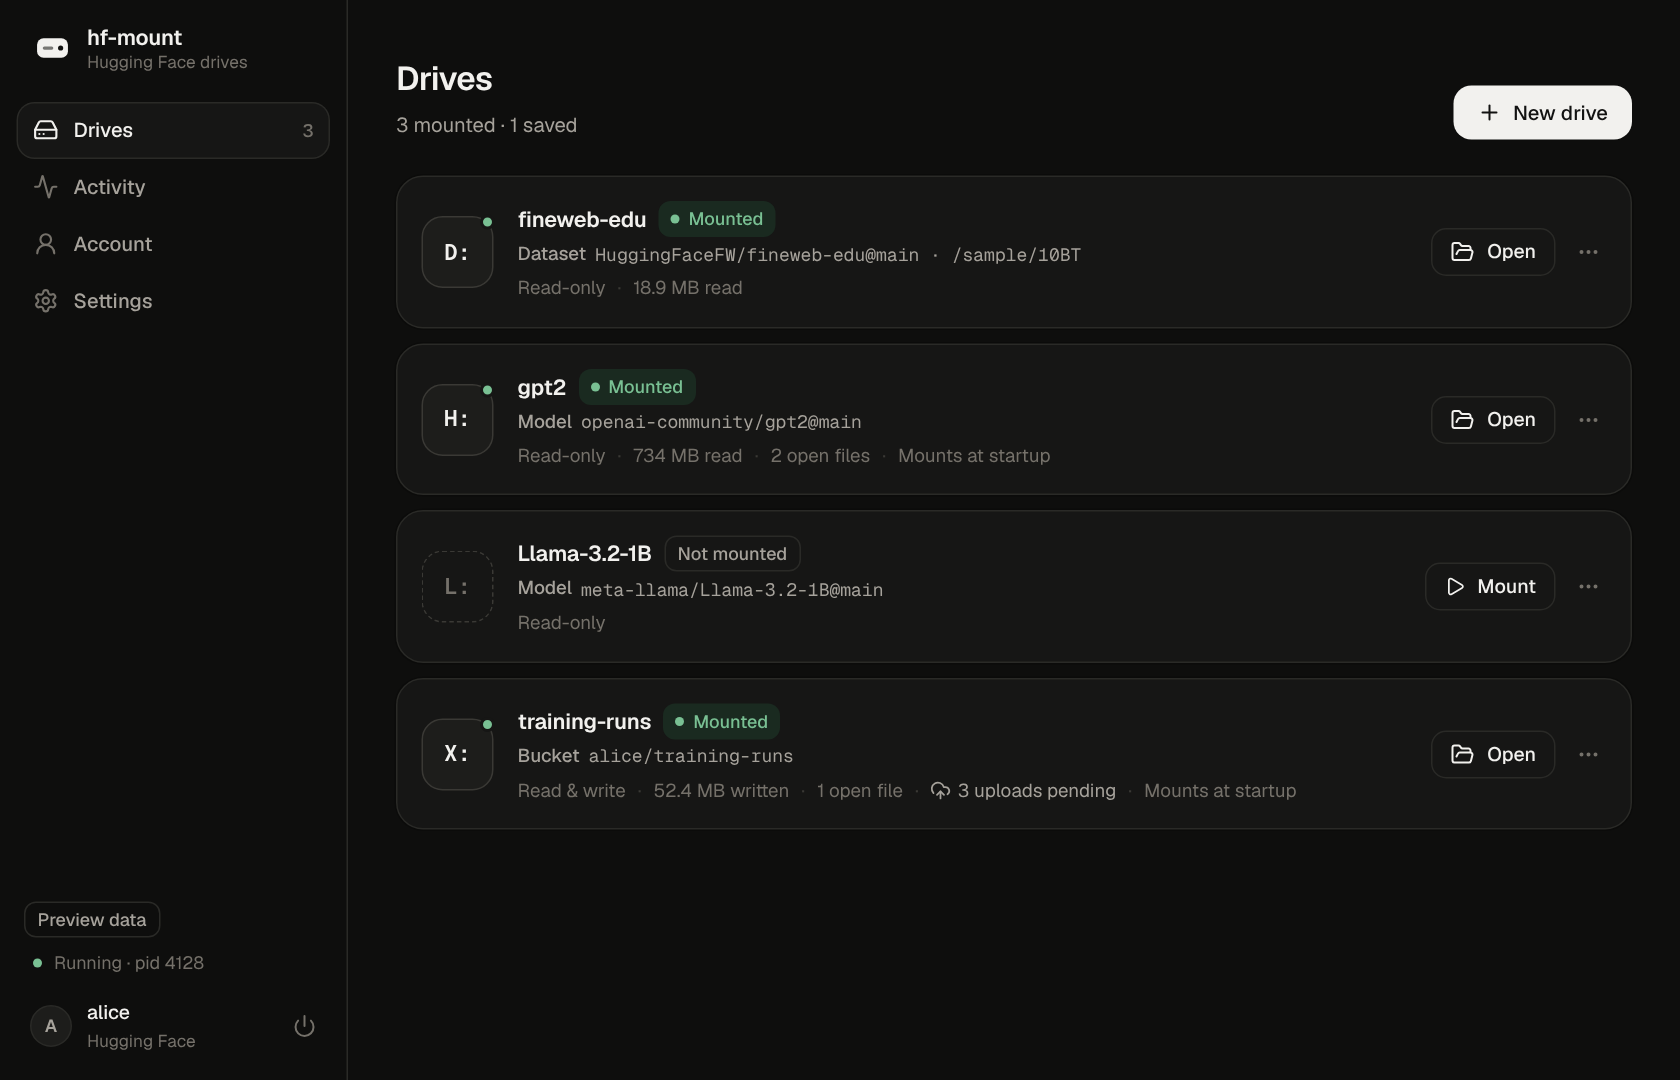 hf-mount
Hugging Face drives
Drives 3
Activity
Account
Settings
Preview data
Running · pid 4128
A
alice
Hugging Face
Drives
3 mounted · 1 saved
New drive
D:
fineweb-edu Mounted
Dataset HuggingFaceFW/fineweb-edu@main · /sample/10BT
Read-only · 18.9 MB read
Open
H:
gpt2 Mounted
Model openai-community/gpt2@main
Read-only · 734 MB read · 2 open files · Mounts at startup
Open
L:
Llama-3.2-1B Not mounted
Model meta-llama/Llama-3.2-1B@main
Read-only
Mount
X:
training-runs Mounted
Bucket alice/training-runs
Read & write · 52.4 MB written · 1 open file · 3 uploads pending · Mounts at startup
Open